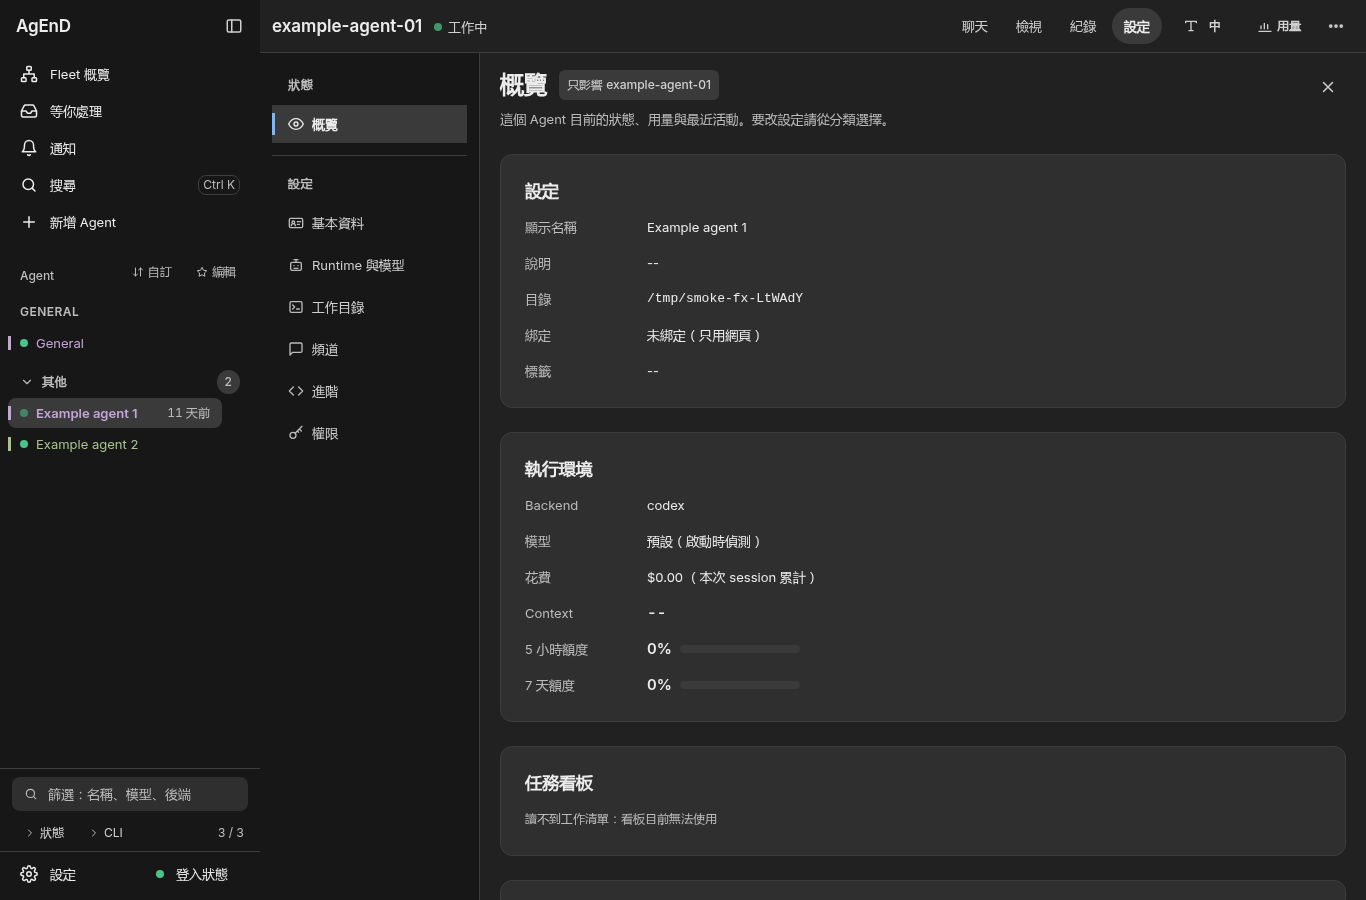 AgEnD
Fleet 概覽
等你處理
通知
搜尋 Ctrl K
新增 Agent
Agent 自訂 編輯
GENERAL
General
其他 2
Example agent 1 11 天前
Example agent 2
篩選：名稱、模型、後端
狀態 CLI 3 / 3
設定 登入狀態
example-agent-01 工作中 聊天 檢視 紀錄 設定 中 用量
狀態
概覽
設定
基本資料
Runtime 與模型
工作目錄
頻道
進階
權限
概覽 只影響 example-agent-01
這個 Agent 目前的狀態、用量與最近活動。要改設定請從分類選擇。
設定
顯示名稱 Example agent 1
說明 --
目錄 /tmp/smoke-fx-LtWAdY
綁定 未綁定（只用網頁）
標籤 --
執行環境
Backend codex
模型 預設（啟動時偵測）
花費 $0.00（本次 session 累計）
Context --
5 小時額度 0%
7 天額度 0%
任務看板
讀不到工作清單：看板目前無法使用